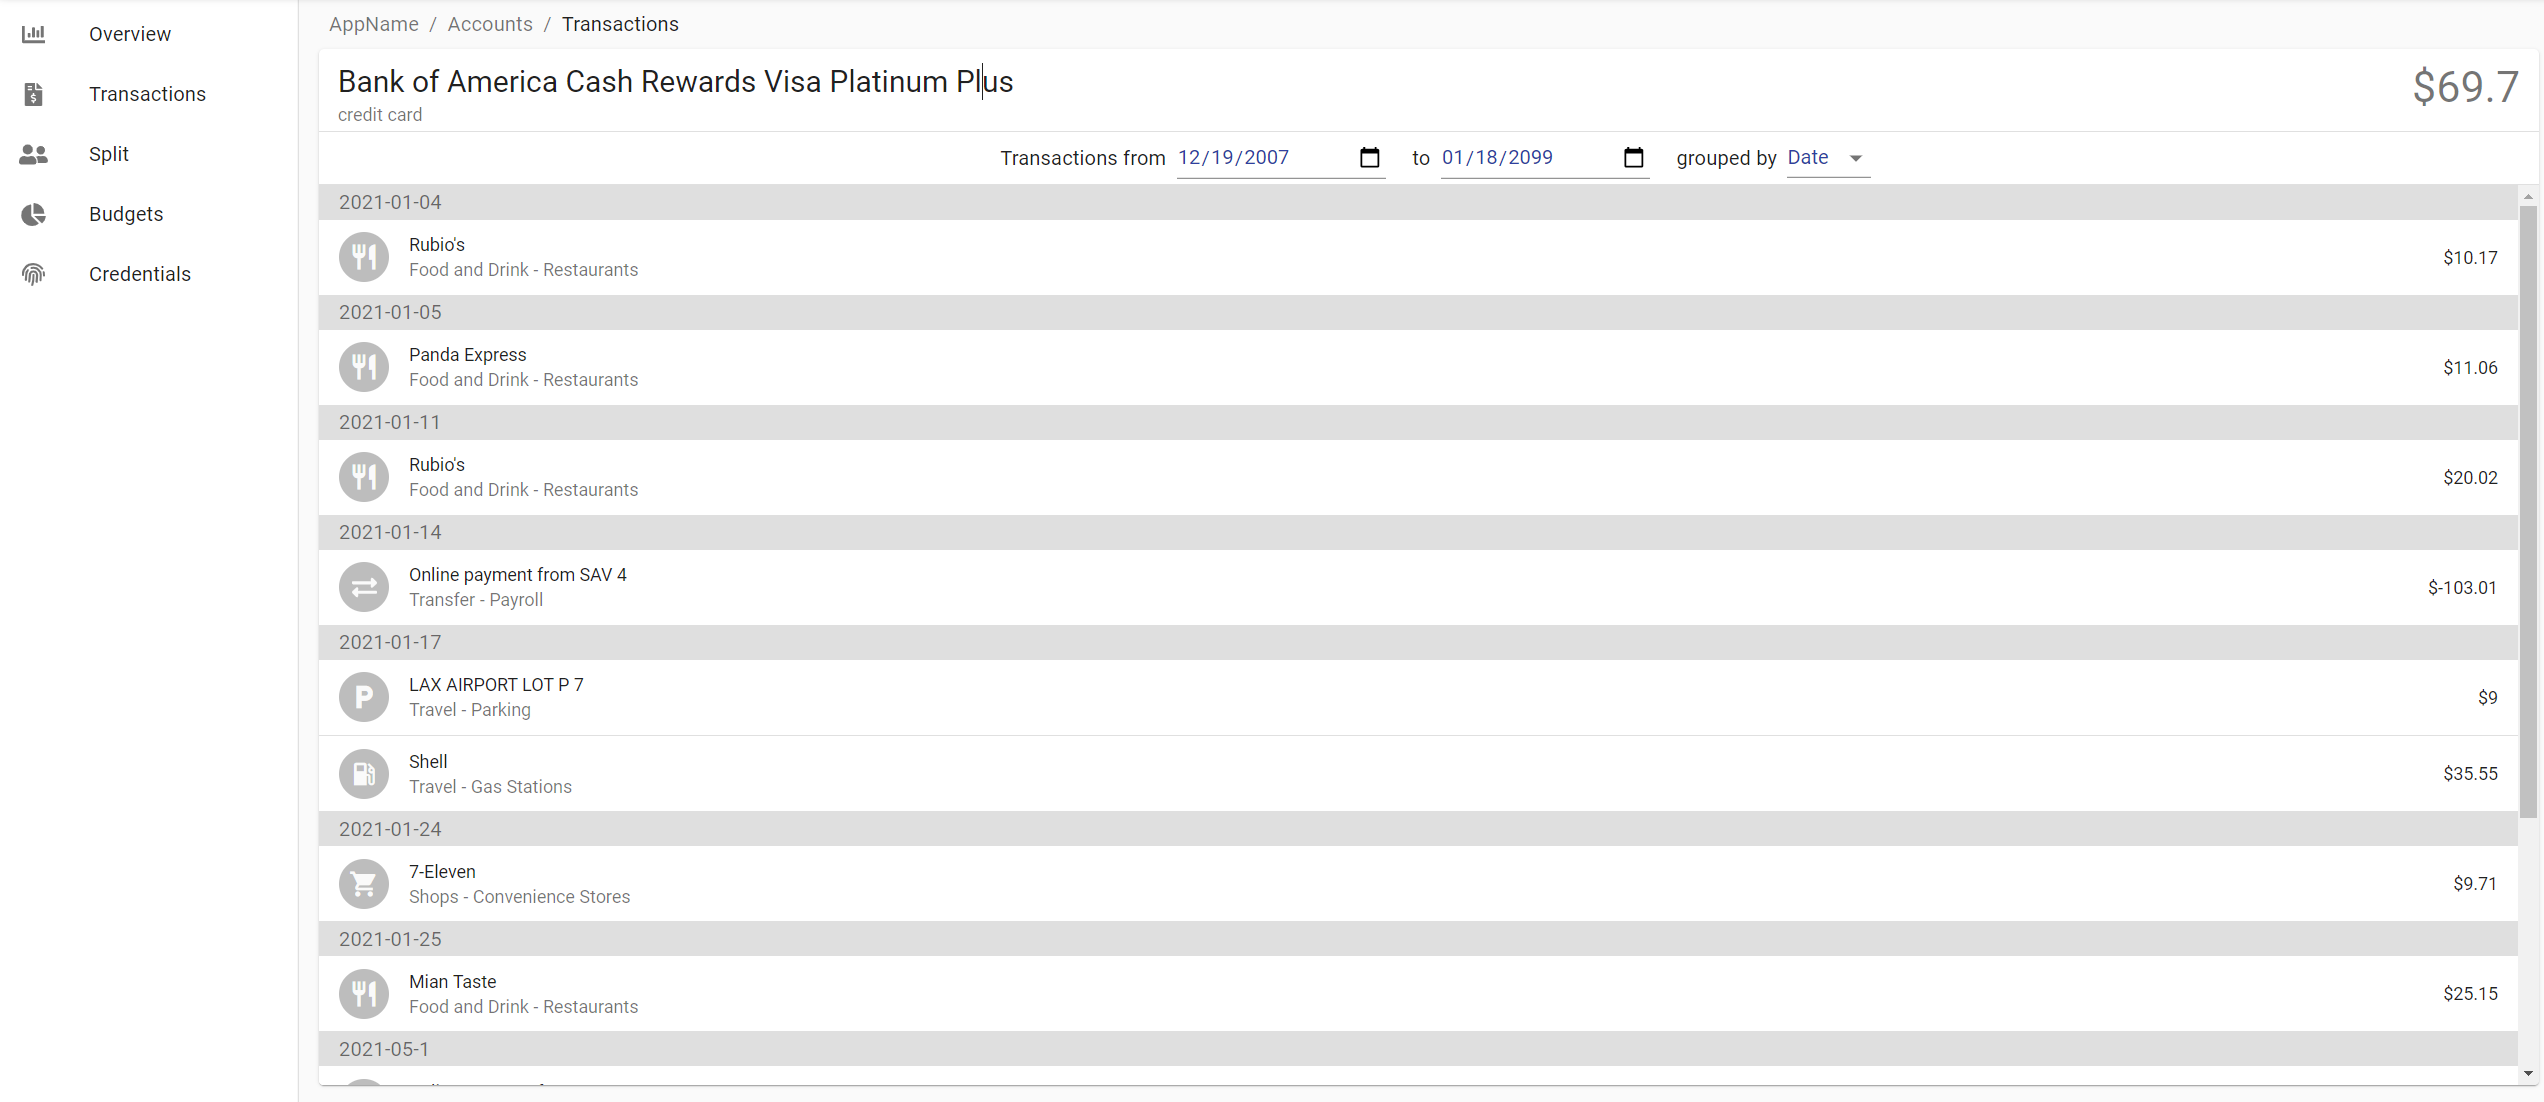 Overview
Transactions
Split
Budgets
Credentials
AppName / Accounts / Transactions
Bank of America Cash Rewards Visa Platinum Plus
credit card
$69.7
Transactions from 12/19/2007 to 01/18/2099 grouped by Date
2021-01-04
Rubio's
Food and Drink - Restaurants
$10.17
2021-01-05
Panda Express
Food and Drink - Restaurants
$11.06
2021-01-11
Rubio's
Food and Drink - Restaurants
$20.02
2021-01-14
Online payment from SAV 4
Transfer - Payroll
$-103.01
2021-01-17
P
LAX AIRPORT LOT P 7
Travel - Parking
$9
Shell
Travel - Gas Stations
$35.55
2021-01-24
7-Eleven
Shops - Convenience Stores
$9.71
2021-01-25
Mian Taste
Food and Drink - Restaurants
$25.15
2021-05-1